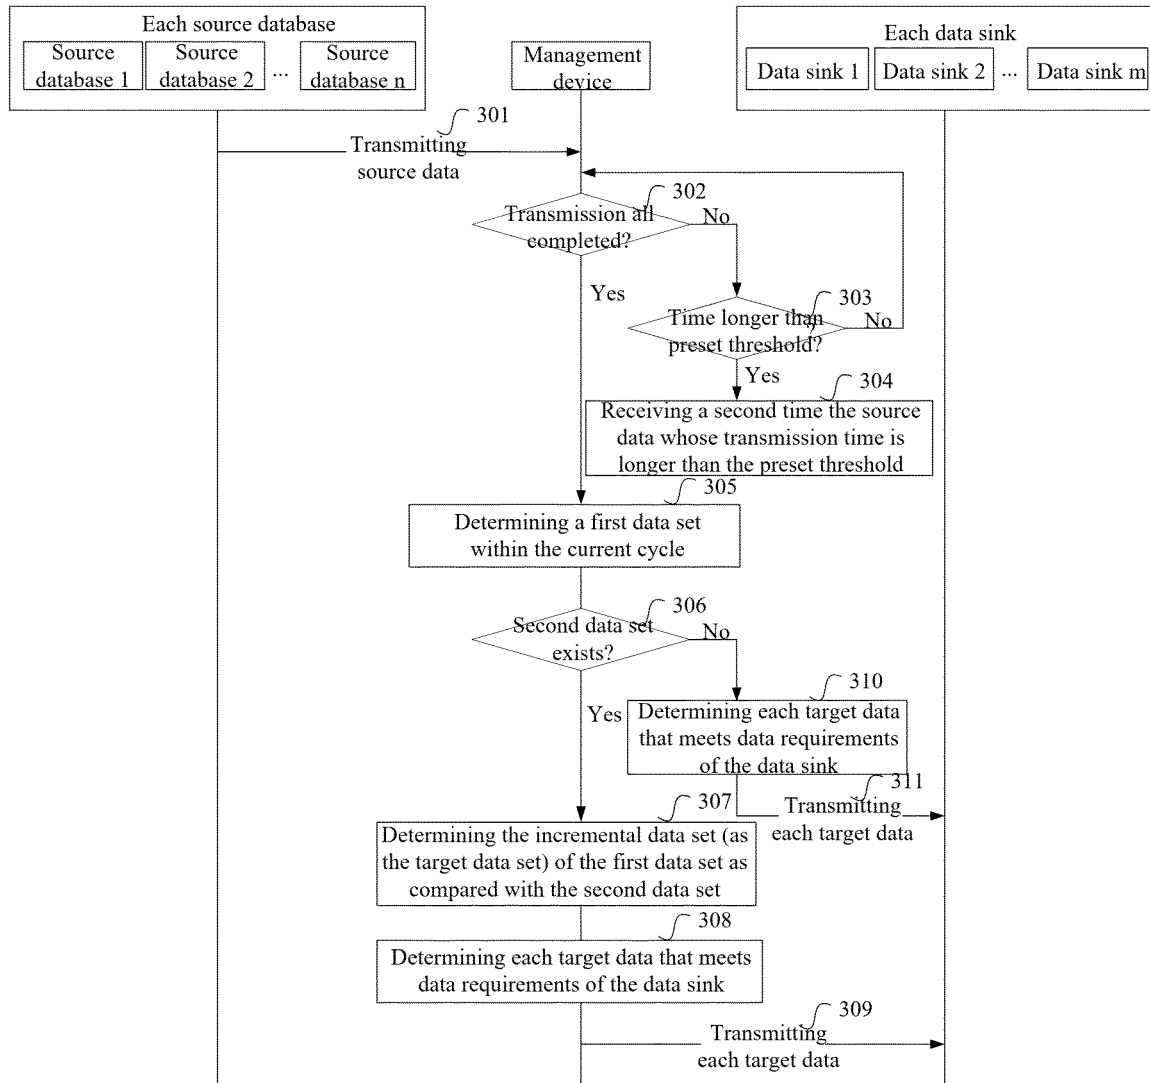 Each source database
Source
database 1
Source
database 2
...
Source
database n
Management
device
Each data sink
Data sink 1
Data sink 2
...
Data sink m
301
Transmitting
source data
302
Transmission all
completed?
No
Yes
303
Time longer than
preset threshold?
No
Yes
304
Receiving a second time the source
data whose transmission time is
longer than the preset threshold
305
Determining a first data set
within the current cycle
306
Second data set
exists?
No
Yes
310
Determining each target data
that meets data requirements
of the data sink
311
Transmitting
each target data
307
Determining the incremental data set (as
the target data set) of the first data set as
compared with the second data set
308
Determining each target data that meets
data requirements of the data sink
309
Transmitting
each target data